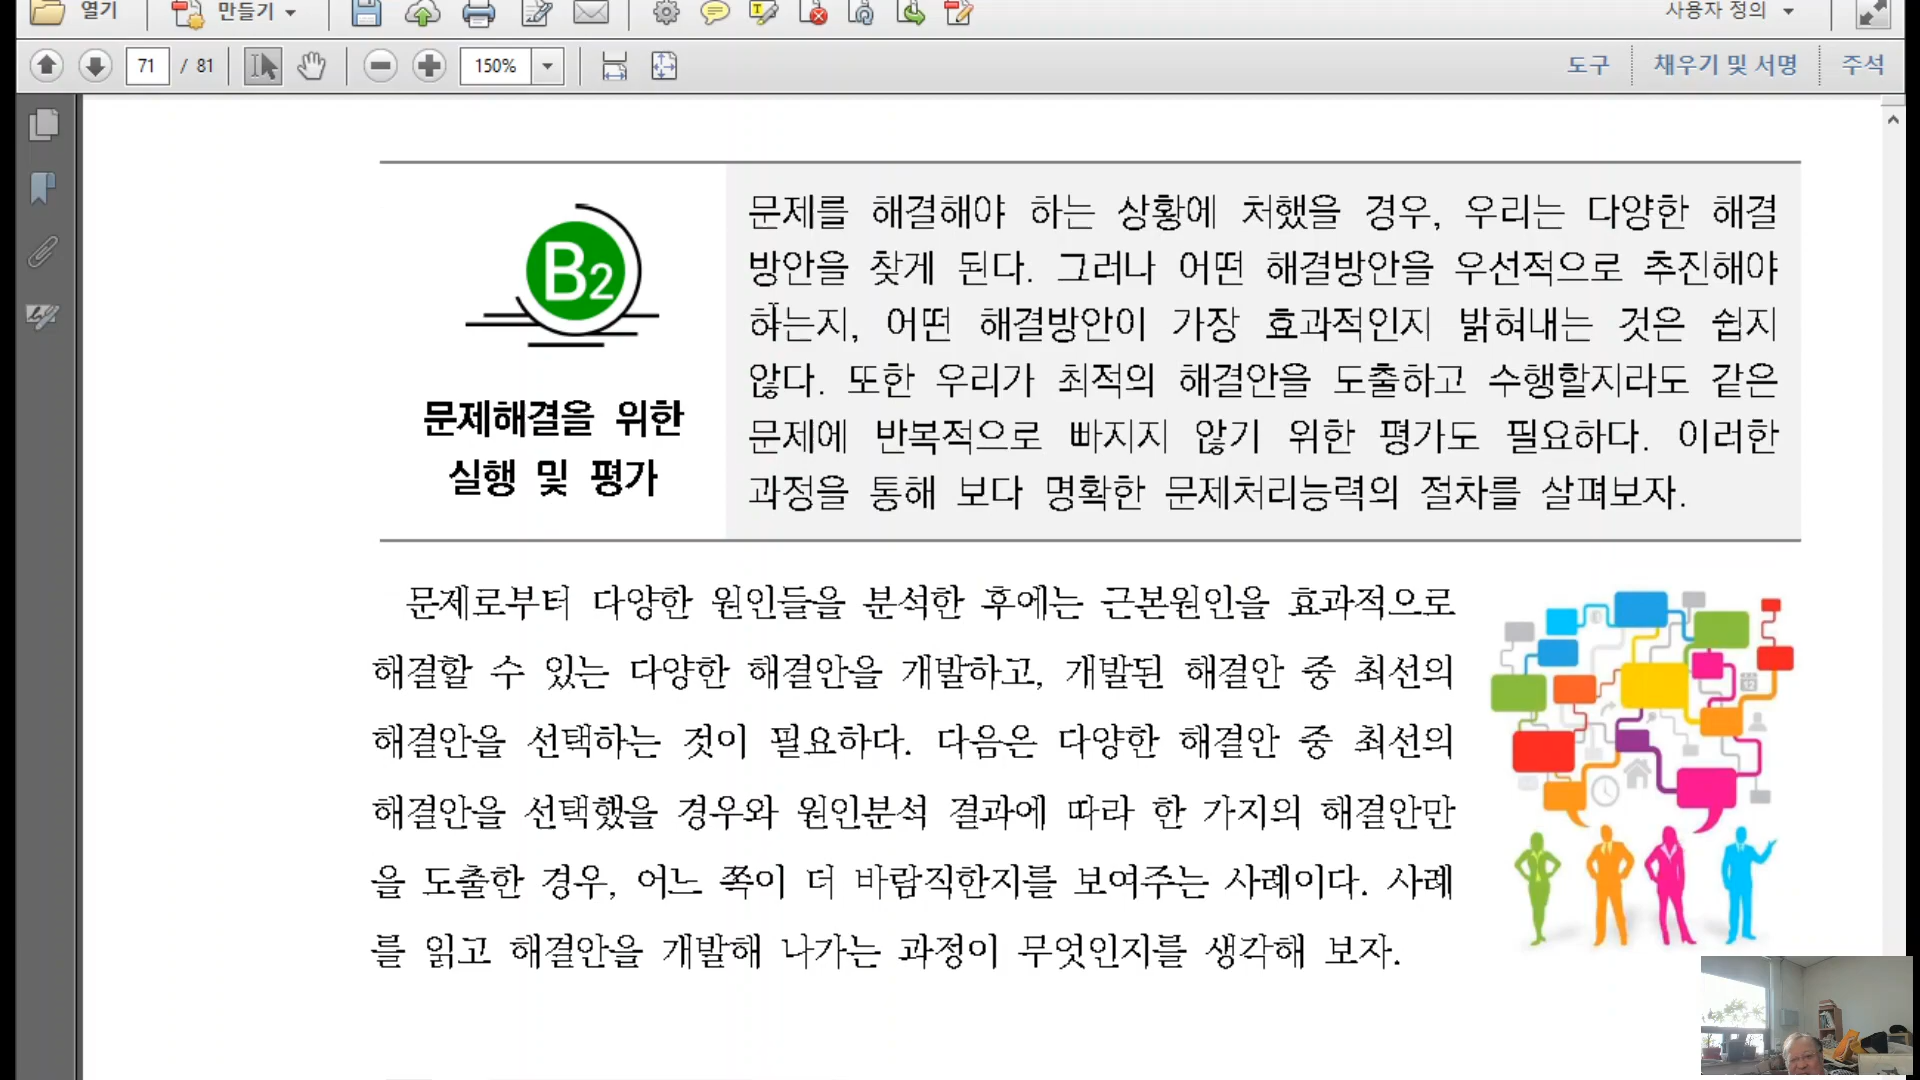 열기
만들기
사용자 정의
71 / 81
150%
도구
채우기 및 서명
주석
B2
문제해결을 위한
실행 및 평가
문제를 해결해야 하는 상황에 처했을 경우, 우리는 다양한 해결
방안을 찾게 된다. 그러나 어떤 해결방안을 우선적으로 추진해야
하는지, 어떤 해결방안이 가장 효과적인지 밝혀내는 것은 쉽지
않다. 또한 우리가 최적의 해결안을 도출하고 수행할지라도 같은
문제에 반복적으로 빠지지 않기 위한 평가도 필요하다. 이러한
과정을 통해 보다 명확한 문제처리능력의 절차를 살펴보자.
문제로부터 다양한 원인들을 분석한 후에는 근본원인을 효과적으로
해결할 수 있는 다양한 해결안을 개발하고, 개발된 해결안 중 최선의
해결안을 선택하는 것이 필요하다. 다음은 다양한 해결안 중 최선의
해결안을 선택했을 경우와 원인분석 결과에 따라 한 가지의 해결안만
을 도출한 경우, 어느 쪽이 더 바람직한지를 보여주는 사례이다. 사례
를 읽고 해결안을 개발해 나가는 과정이 무엇인지를 생각해 보자.